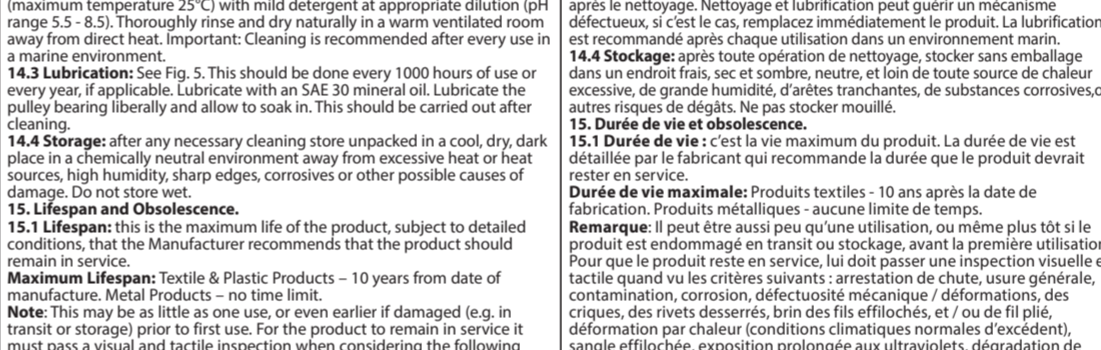 (maximum temperature 25°C) with mild detergent at appropriate dilution (pH
range 5.5 - 8.5). Thoroughly rinse and dry naturally in a warm ventilated room
away from direct heat. Important: Cleaning is recommended after every use in
a marine environment.
14.3 Lubrication: See Fig. 5. This should be done every 1000 hours of use or
every year, if applicable. Lubricate with an SAE 30 mineral oil. Lubricate the
pulley bearing liberally and allow to soak in. This should be carried out after
cleaning.
14.4 Storage: after any necessary cleaning store unpacked in a cool, dry, dark
place in a chemically neutral environment away from excessive heat or heat
sources, high humidity, sharp edges, corrosives or other possible causes of
damage. Do not store wet.
15. Lifespan and Obsolescence.
15.1 Lifespan: this is the maximum life of the product, subject to detailed
conditions, that the Manufacturer recommends that the product should
remain in service.
Maximum Lifespan: Textile & Plastic Products – 10 years from date of
manufacture. Metal Products – no time limit.
Note: This may be as little as one use, or even earlier if damaged (e.g. in
transit or storage) prior to first use. For the product to remain in service it
must pass a visual and tactile inspection when considering the following
après le nettoyage. Nettoyage et lubrification peut guérir un mécanisme
défectueux, si c'est le cas, remplacez immédiatement le produit. La lubrification
est recommandé après chaque utilisation dans un environnement marin.
14.4 Stockage: après toute opération de nettoyage, stocker sans emballage
dans un endroit frais, sec et sombre, neutre, et loin de toute source de chaleur
excessive, de grande humidité, d'arêtes tranchantes, de substances corrosives,
autres risques de dégâts. Ne pas stocker mouillé.
15. Durée de vie et obsolescence.
15.1 Durée de vie : c'est la vie maximum du produit. La durée de vie est
détaillée par le fabricant qui recommande la durée que le produit devrait
rester en service.
Durée de vie maximale: Produits textiles - 10 ans après la date de
fabrication. Produits métalliques - aucune limite de temps.
Remarque: Il peut être aussi peu qu'une utilisation, ou même plus tôt si le
produit est endommagé en transit ou stockage, avant la première utilisation
Pour que le produit reste en service, lui doit passer une inspection visuelle e
tactile quand vu les critères suivants : arrestation de chute, usure générale,
contamination, corrosion, défectuosité mécanique / déformations, des
criques, des rivets desserrés, brin des fils effilochés, et / ou de fil plié,
déformation par chaleur (conditions climatiques normales d'excédent),
sangle effilochée, exposition prolongée aux ultraviolets, dégradation de